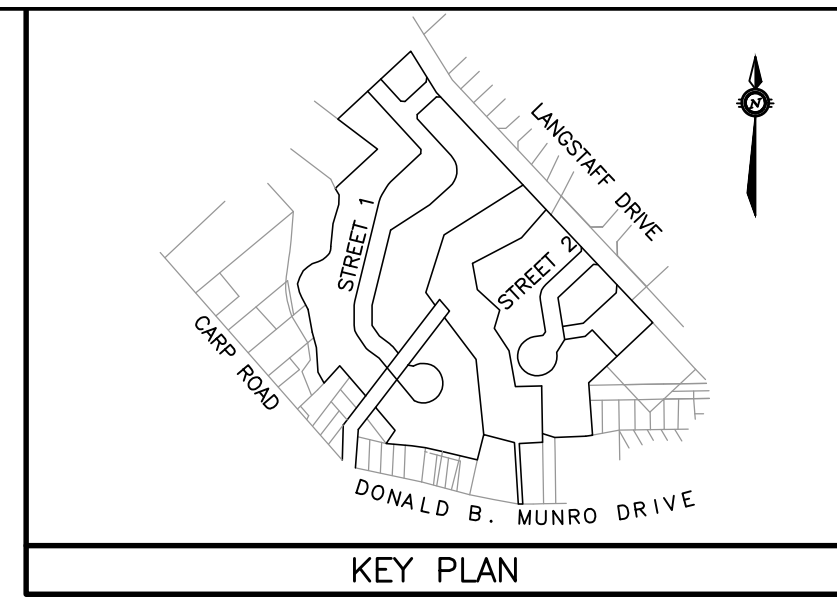 N
LANGSTAFF DRIVE
STREET 1
STREET 2
CARP ROAD
DONALD B. MUNRO DRIVE
KEY PLAN